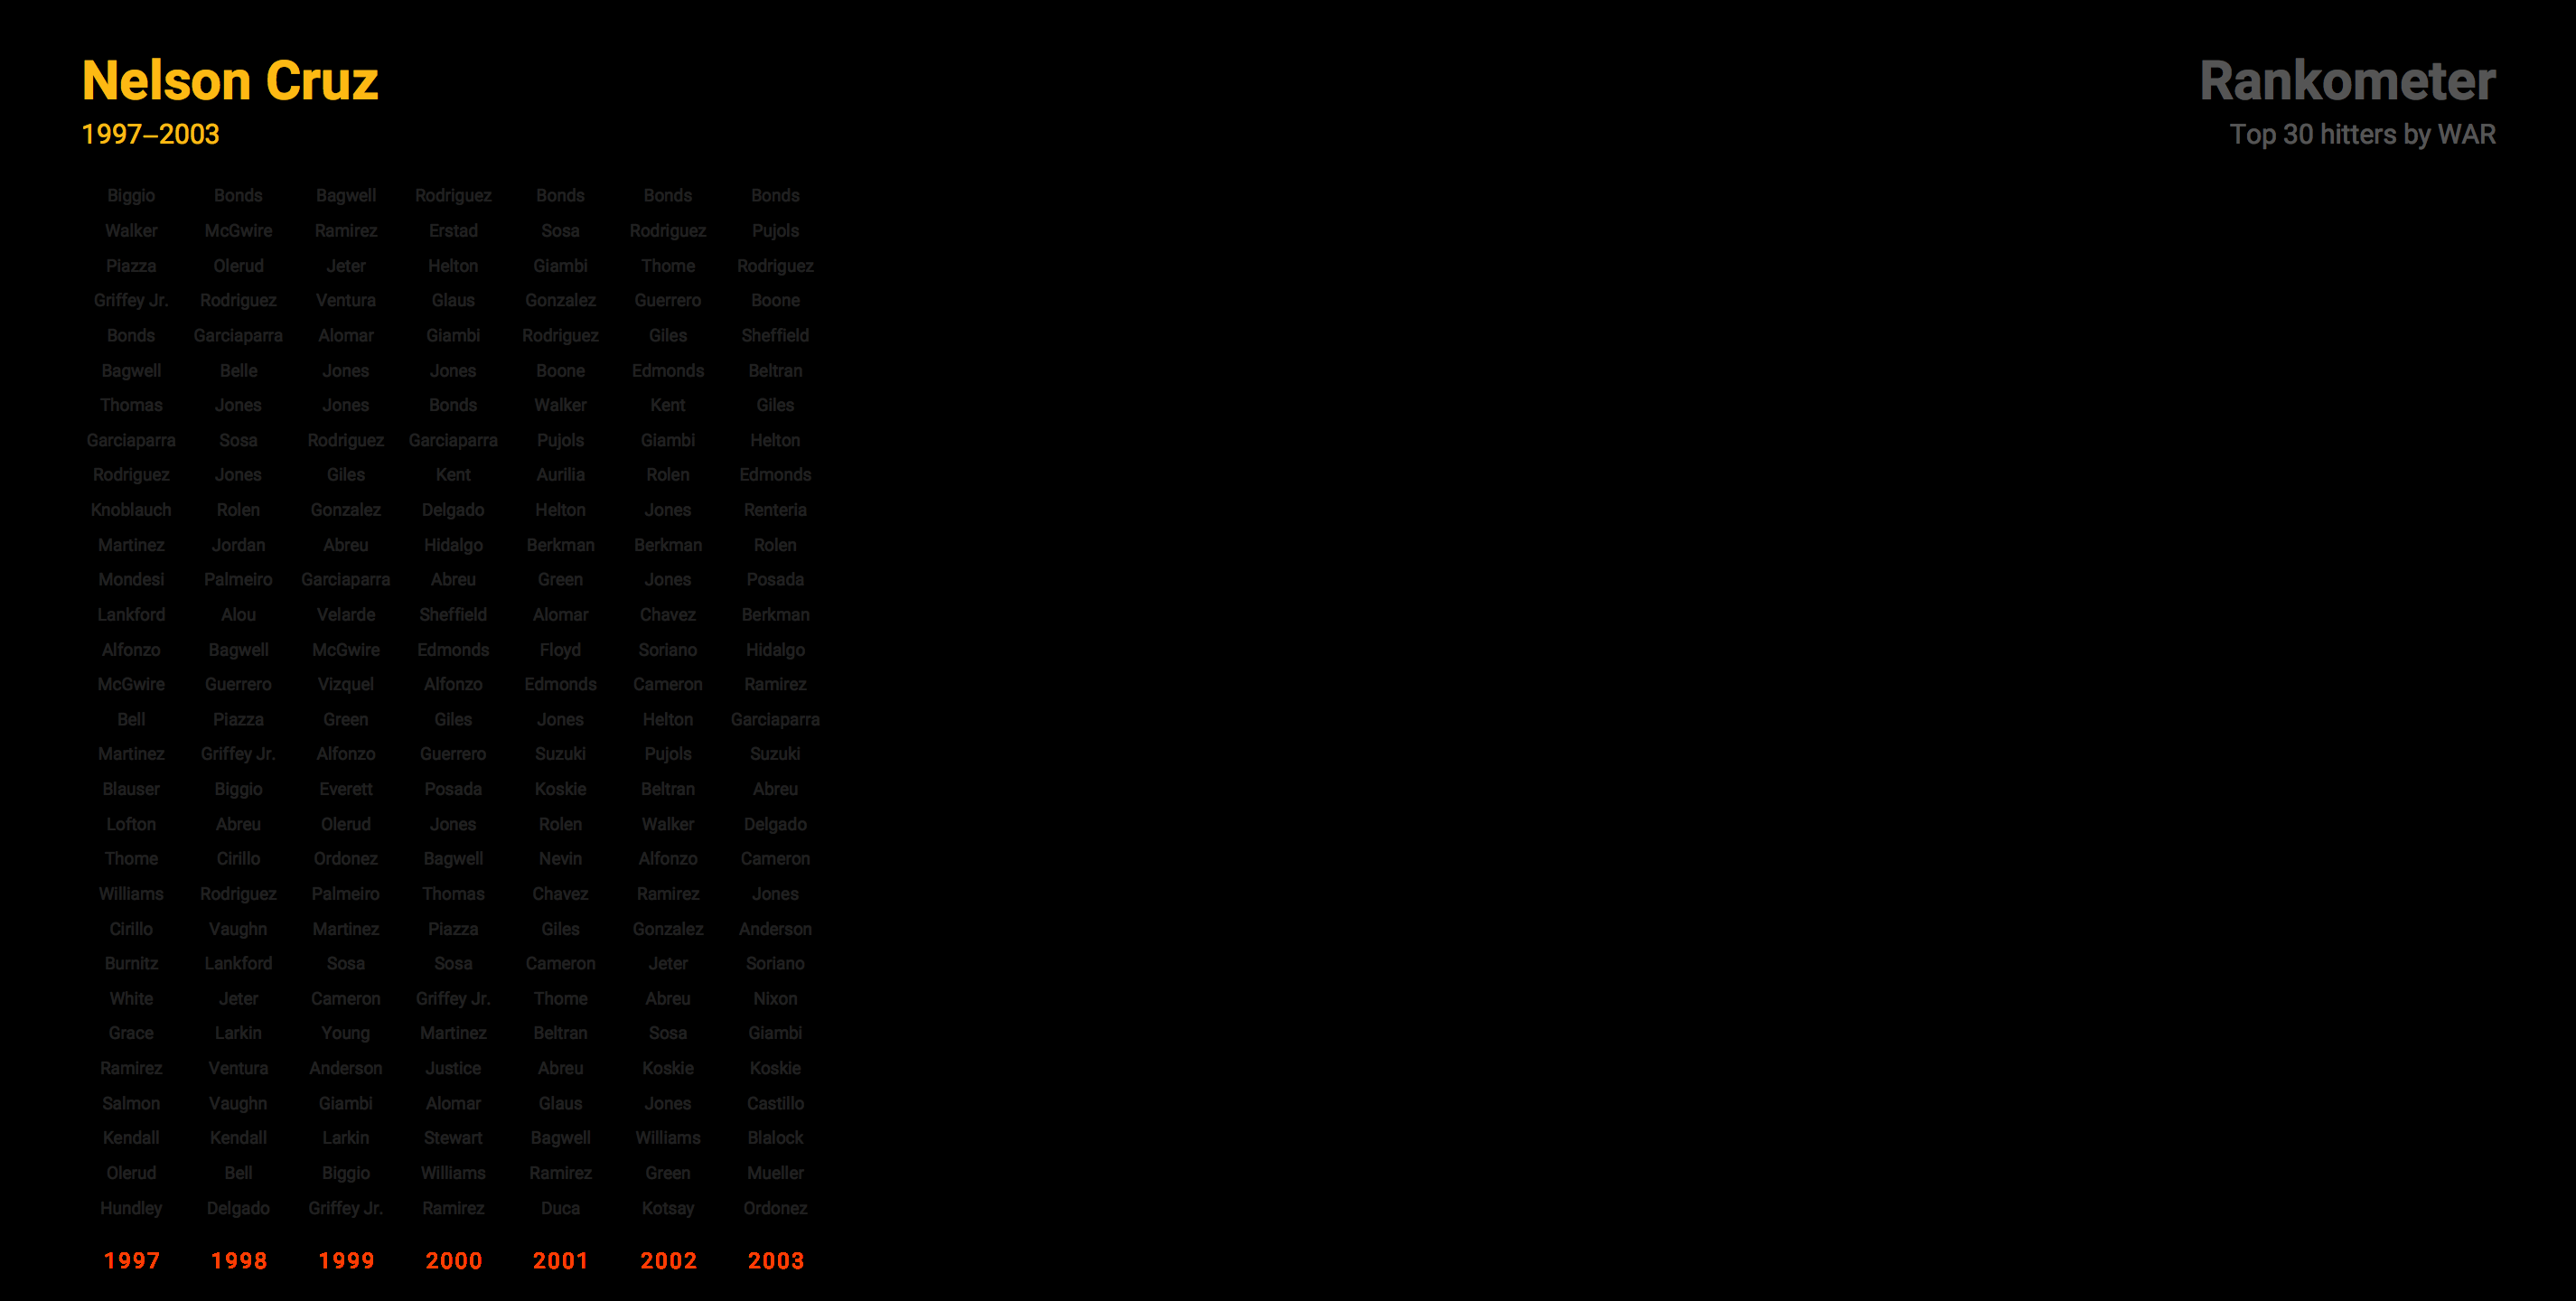 Nelson Cruz
1997–2003
Rankometer
Top 30 hitters by WAR
Biggio Bonds Bagwell Rodriguez Bonds Bonds Bonds
Walker McGwire Ramirez Erstad Sosa Rodriguez Pujols
Piazza Olerud Jeter Helton Giambi Thome Rodriguez
Griffey Jr. Rodriguez Ventura Glaus Gonzalez Guerrero Boone
Bonds Garciaparra Alomar Giambi Rodriguez Giles Sheffield
Bagwell Belle Jones Jones Boone Edmonds Beltran
Thomas Jones Jones Bonds Walker Kent Giles
Garciaparra Sosa Rodriguez Garciaparra Pujols Giambi Helton
Rodriguez Jones Giles Kent Aurilia Rolen Edmonds
Knoblauch Rolen Gonzalez Delgado Helton Jones Renteria
Martinez Jordan Abreu Hidalgo Berkman Berkman Rolen
Mondesi Palmeiro Garciaparra Abreu Green Jones Posada
Lankford Alou Velarde Sheffield Alomar Chavez Berkman
Alfonzo Bagwell McGwire Edmonds Floyd Soriano Hidalgo
McGwire Guerrero Vizquel Alfonzo Edmonds Cameron Ramirez
Bell Piazza Green Giles Jones Helton Garciaparra
Martinez Griffey Jr. Alfonzo Guerrero Suzuki Pujols Suzuki
Blauser Biggio Everett Posada Koskie Beltran Abreu
Lofton Abreu Olerud Jones Rolen Walker Delgado
Thome Cirillo Ordonez Bagwell Nevin Alfonzo Cameron
Williams Rodriguez Palmeiro Thomas Chavez Ramirez Jones
Cirillo Vaughn Martinez Piazza Giles Gonzalez Anderson
Burnitz Lankford Sosa Sosa Cameron Jeter Soriano
White Jeter Cameron Griffey Jr. Thome Abreu Nixon
Grace Larkin Young Martinez Beltran Sosa Giambi
Ramirez Ventura Anderson Justice Abreu Koskie Koskie
Salmon Vaughn Giambi Alomar Glaus Jones Castillo
Kendall Kendall Larkin Stewart Bagwell Williams Blalock
Olerud Bell Biggio Williams Ramirez Green Mueller
Hundley Delgado Griffey Jr. Ramirez Duca Kotsay Ordonez
1997 1998 1999 2000 2001 2002 2003